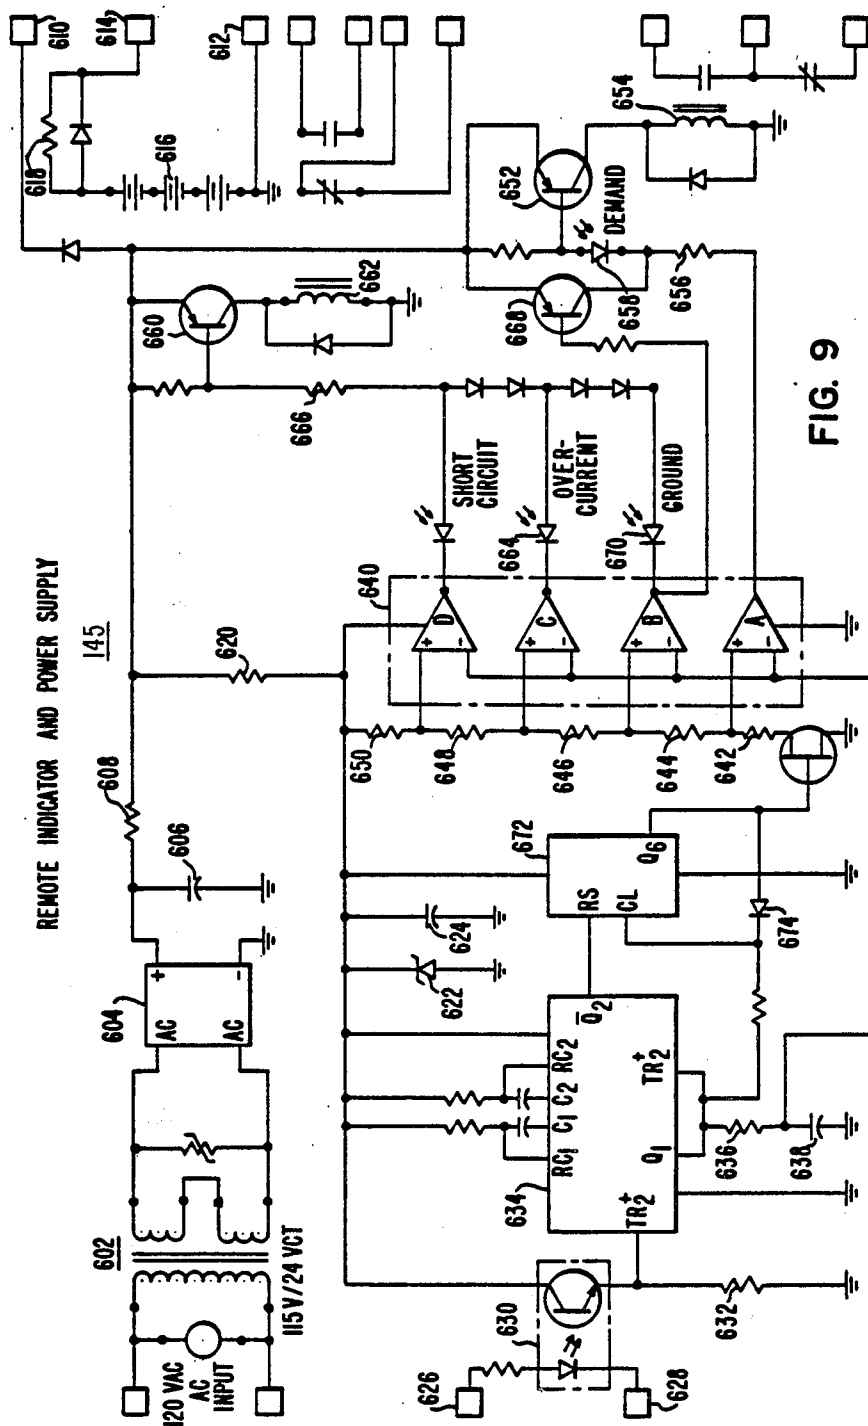 REMOTE INDICATOR AND POWER SUPPLY
145
120 VAC
AC
INPUT
602
115V/24 VCT
604
AC
AC
+
-
606
608
610
614
618
616
612
620
660
662
666
652
654
DEMAND
658
668
656
SHORT
CIRCUIT
OVER-
CURRENT
664
GROUND
670
640
D
C
B
A
+
-
+
-
+
-
+
-
650
648
646
644
642
672
RS
CL
Q6
674
624
622
634
RC1
C1
C2
RC2
Q̅2
TR2+
Q1
TR2+
636
638
626
628
630
632
FIG. 9